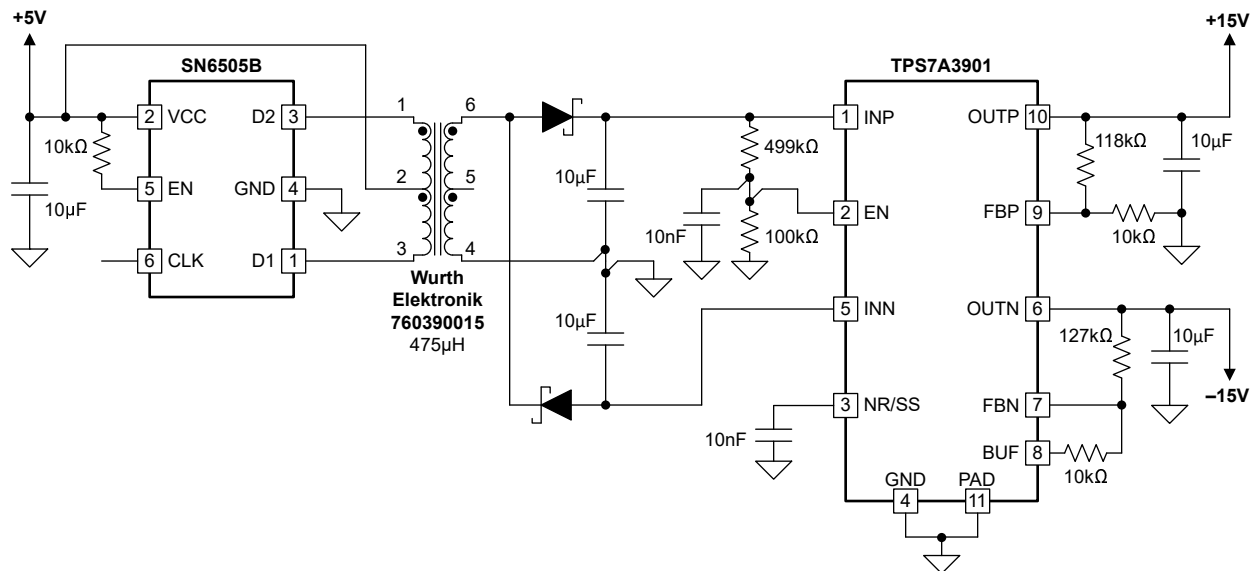 +5V
+15V
SN6505B
TPS7A3901
2 VCC
D2 3
10kΩ
5 EN
GND 4
10µF
6 CLK
D1 1
1
6
2
5
3
4
Wurth
Elektronik
760390015
475µH
10µF
10µF
499kΩ
10nF
100kΩ
1 INP
OUTP 10
118kΩ
10µF
2 EN
FBP 9
10kΩ
5 INN
OUTN 6
127kΩ
10µF
–15V
3 NR/SS
FBN 7
10nF
BUF 8
10kΩ
GND
4
PAD
11